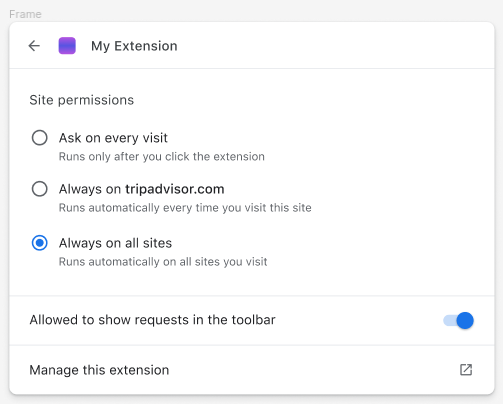 Frame
My Extension
Site permissions
Ask on every visit
Runs only after you click the extension
Always on tripadvisor.com
Runs automatically every time you visit this site
Always on all sites
Runs automatically on all sites you visit
Allowed to show requests in the toolbar
Manage this extension